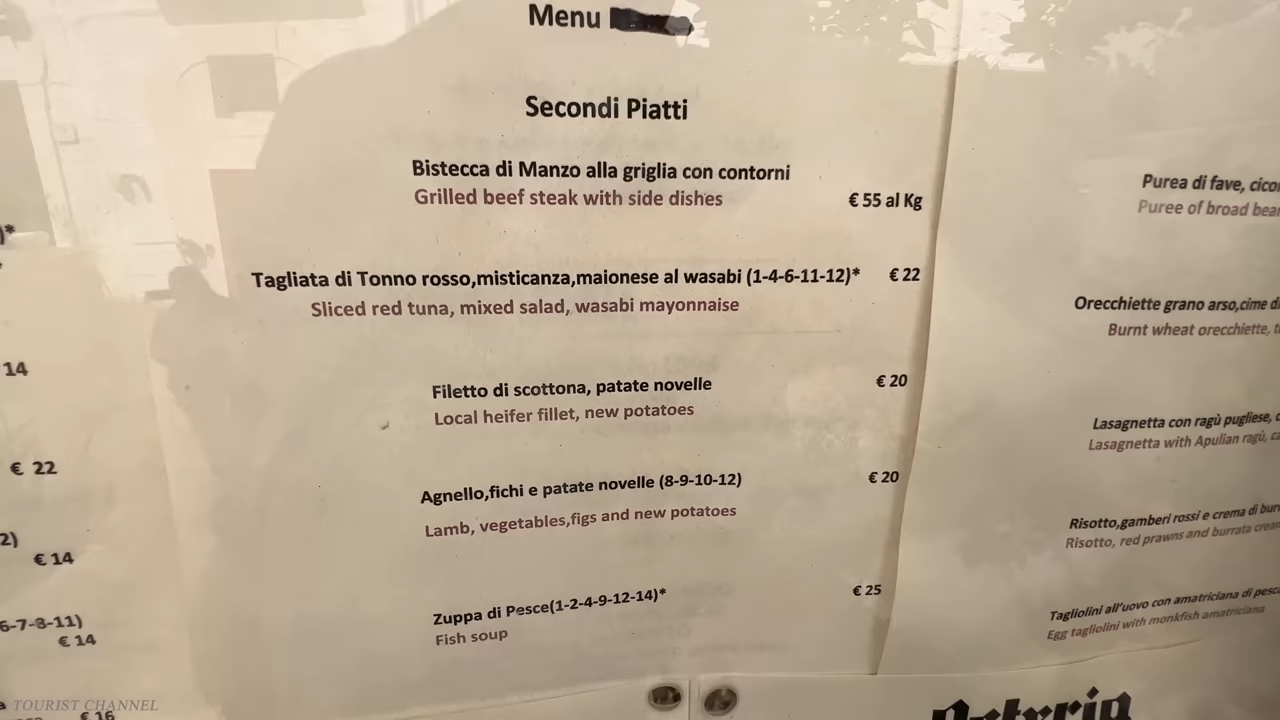 Menu
Secondi Piatti
Bistecca di Manzo alla griglia con contorni
Grilled beef steak with side dishes
€ 55 al Kg
Tagliata di Tonno rosso,misticanza,maionese al wasabi (1-4-6-11-12)* € 22
Sliced red tuna, mixed salad, wasabi mayonnaise
Filetto di scottona, patate novelle € 20
Local heifer fillet, new potatoes
Agnello,fichi e patate novelle (8-9-10-12) € 20
Lamb, vegetables,figs and new potatoes
Zuppa di Pesce(1-2-4-9-12-14)* € 25
Fish soup
)*
14
€ 22
2)
€ 14
6-7-8-11)
€ 14
€ 16
Purea di fave,
Puree of broad
Orecchiette grano arso,cime
Burnt wheat orecchiette,
Lasagnetta con ragù pugliese,
Lasagnetta with Apulian ragù,
Risotto,gamberi rossi e crema di
Risotto, red prawns and burrata
Tagliolini all'uovo con amatriciana di
Egg tagliolini with monkfish amatriciana
Osteria
TOURIST CHANNEL